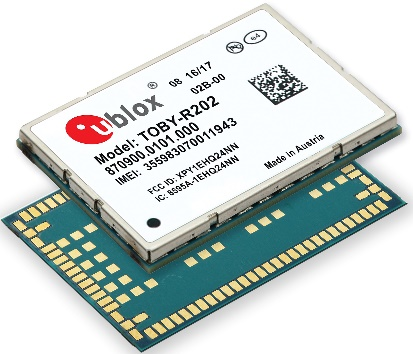 ublox
08 16/17
02B-00
Model: TOBY-R202
870900.0101.000
IMEI: 355983070011943
FCC ID: XPY1EHQ24NN
IC: 8595A-1EHQ24NN
Made in Austria
e4